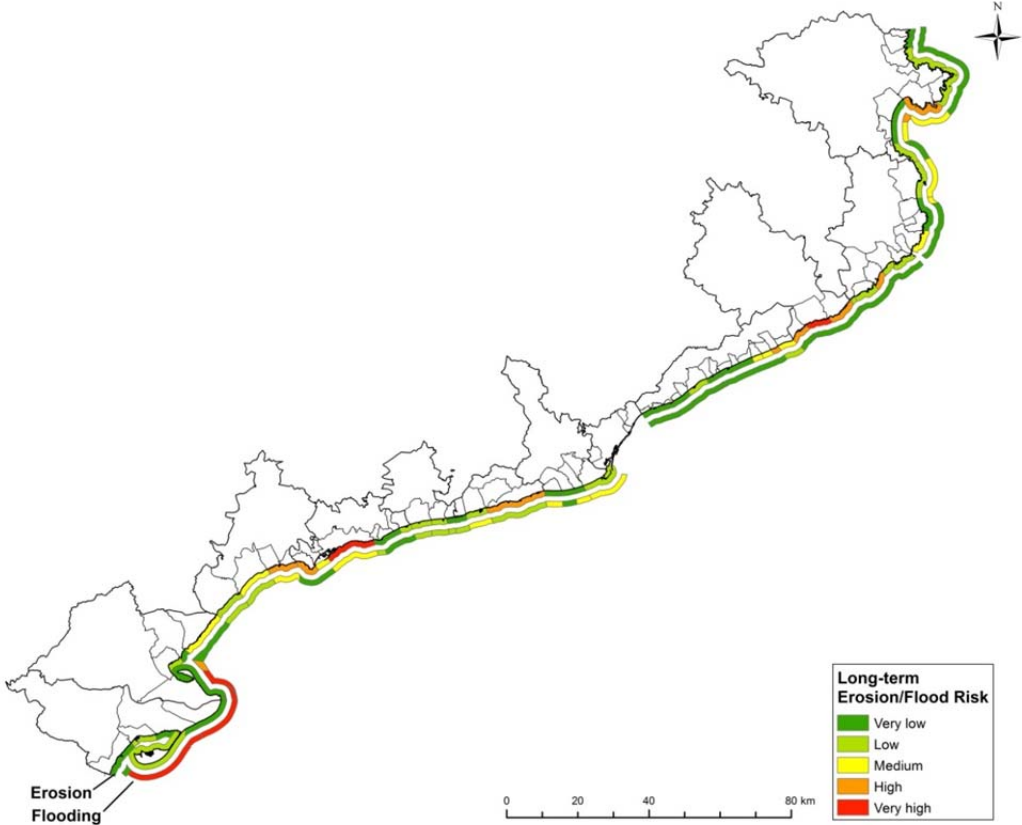 N
Long-term
Erosion/Flood Risk
Very low
Low
Medium
High
Very high
Erosion
Flooding
0 20 40 80 km